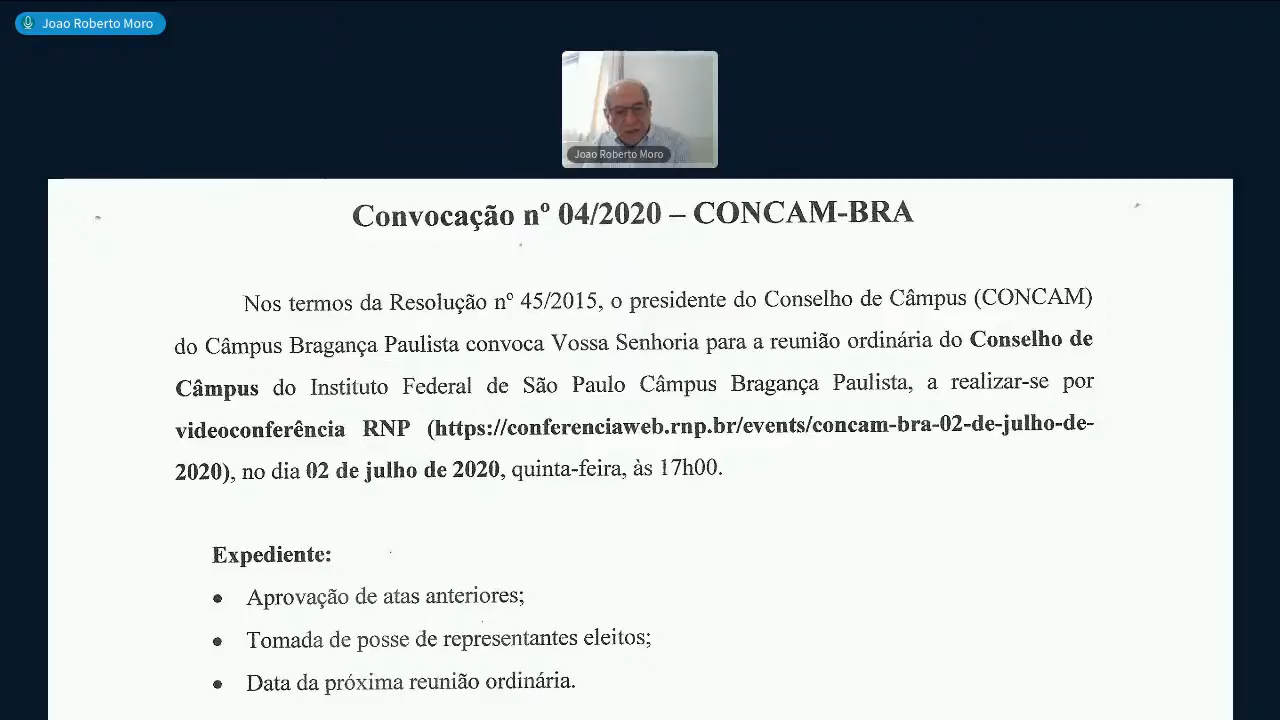 Joao Roberto Moro
Joao Roberto Moro
Convocação nº 04/2020 – CONCAM-BRA
Nos termos da Resolução nº 45/2015, o presidente do Conselho de Câmpus (CONCAM)
do Câmpus Bragança Paulista convoca Vossa Senhoria para a reunião ordinária do Conselho de
Câmpus do Instituto Federal de São Paulo Câmpus Bragança Paulista, a realizar-se por
videoconferência RNP (https://conferenciaweb.rnp.br/events/concam-bra-02-de-julho-de-
2020), no dia 02 de julho de 2020, quinta-feira, às 17h00.
Expediente:
• Aprovação de atas anteriores;
• Tomada de posse de representantes eleitos;
• Data da próxima reunião ordinária.